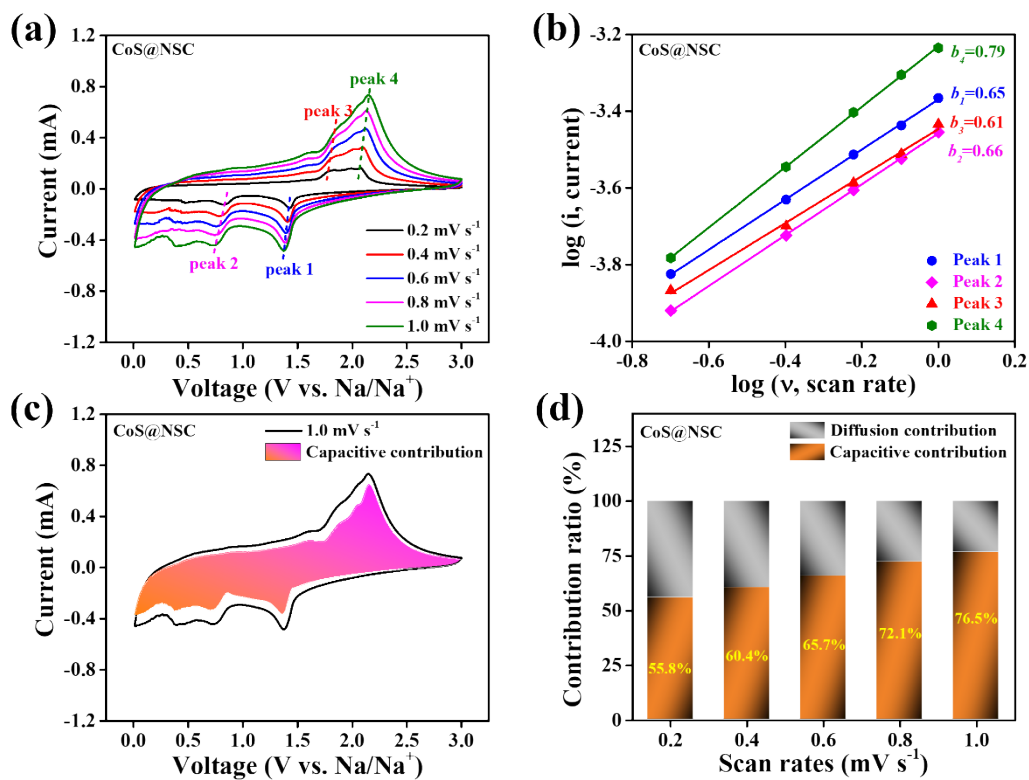 (a)
CoS@NSC
1.2
0.8
0.4
0.0
-0.4
-0.8
-1.2
Current (mA)
peak 4
peak 3
peak 2
peak 1
0.2 mV s⁻¹
0.4 mV s⁻¹
0.6 mV s⁻¹
0.8 mV s⁻¹
1.0 mV s⁻¹
0.0 0.5 1.0 1.5 2.0 2.5 3.0
Voltage (V vs. Na/Na⁺)
(b)
CoS@NSC
-3.2
-3.4
-3.6
-3.8
-4.0
log (i, current)
b₄=0.79
b₁=0.65
b₃=0.61
b₂=0.66
Peak 1
Peak 2
Peak 3
Peak 4
-0.8 -0.6 -0.4 -0.2 0.0 0.2
log (ν, scan rate)
(c)
CoS@NSC
1.0 mV s⁻¹
Capacitive contribution
1.2
0.8
0.4
0.0
-0.4
-0.8
-1.2
Current (mA)
0.0 0.5 1.0 1.5 2.0 2.5 3.0
Voltage (V vs. Na/Na⁺)
(d)
CoS@NSC
Diffusion contribution
Capacitive contribution
125
100
75
50
25
0
Contribution ratio (%)
55.8%
60.4%
65.7%
72.1%
76.5%
0.2 0.4 0.6 0.8 1.0
Scan rates (mV s⁻¹)